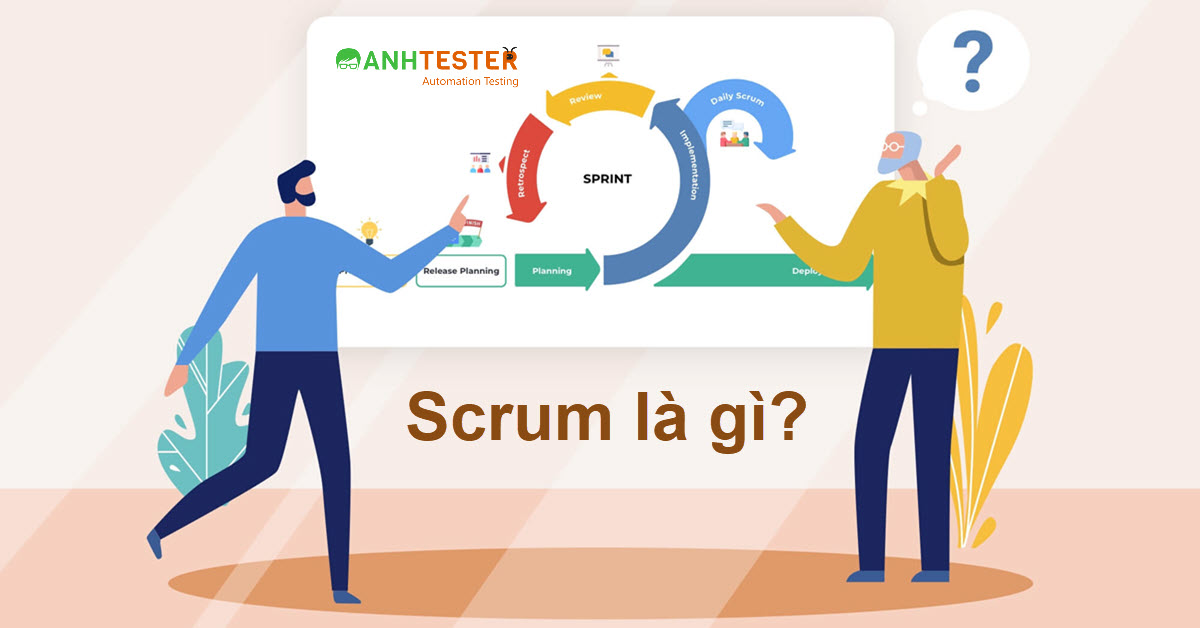 ANHTESTER
Automation Testing
Review
Daily Scrum
Retrospect
SPRINT
Implementation
Release Planning
Planning
?
Scrum là gì?